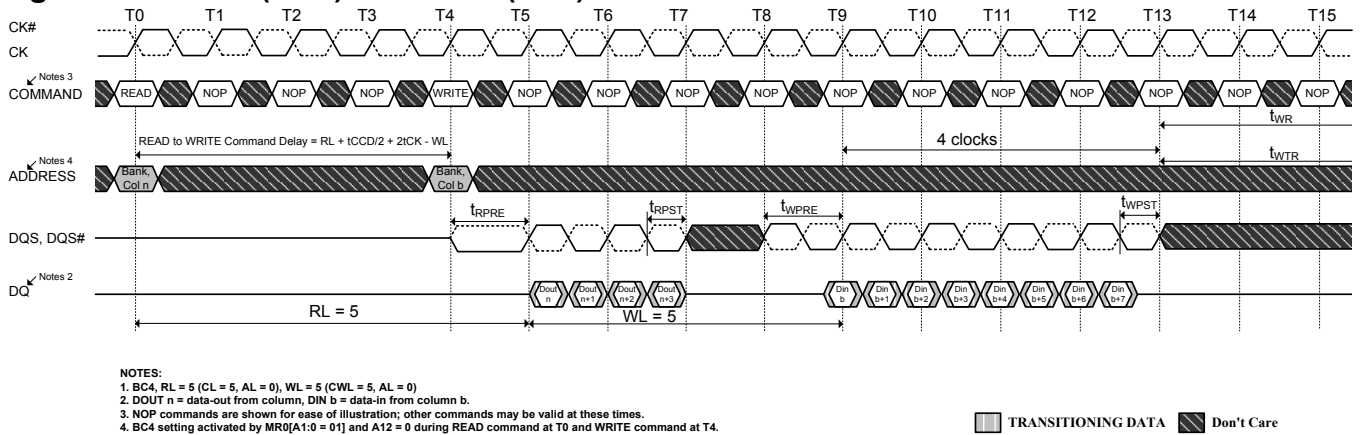 T0 T1 T2 T3 T4 T5 T6 T7 T8 T9 T10 T11 T12 T13 T14 T15
CK#
CK
Notes 3
COMMAND READ NOP NOP NOP WRITE NOP NOP NOP NOP NOP NOP NOP NOP NOP NOP NOP
tWR
READ to WRITE Command Delay = RL + tCCD/2 + 2tCK - WL
4 clocks
Notes 4
tWTR
ADDRESS
Bank, Bank,
Col n Col b
tRPRE tRPST tWPRE tWPST
DQS, DQS#
Notes 2
DQ
Dout Dout Dout Dout Din Din Din Din Din Din Din Din
n n+1 n+2 n+3 b b+1 b+2 b+3 b+4 b+5 b+6 b+7
RL = 5 WL = 5
NOTES:
1. BC4, RL = 5 (CL = 5, AL = 0), WL = 5 (CWL = 5, AL = 0)
2. DOUT n = data-out from column, DIN b = data-in from column b.
3. NOP commands are shown for ease of illustration; other commands may be valid at these times.
4. BC4 setting activated by MR0[A1:0 = 01] and A12 = 0 during READ command at T0 and WRITE command at T4.
TRANSITIONING DATA Don't Care